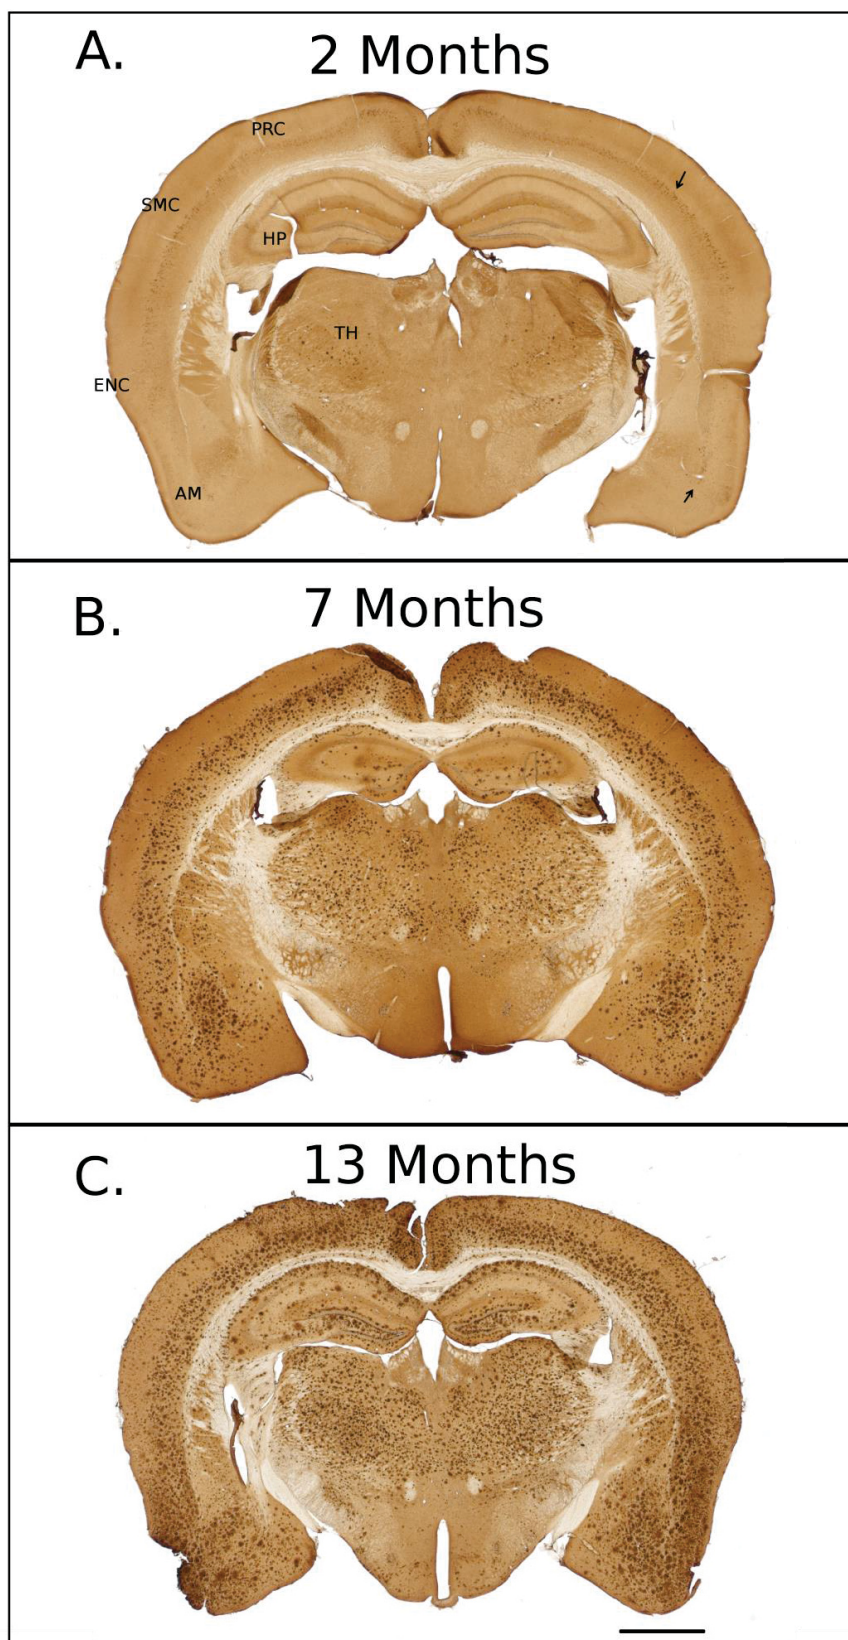 A.
2 Months
PRC
SMC
HP
TH
ENC
AM
B.
7 Months
C.
13 Months